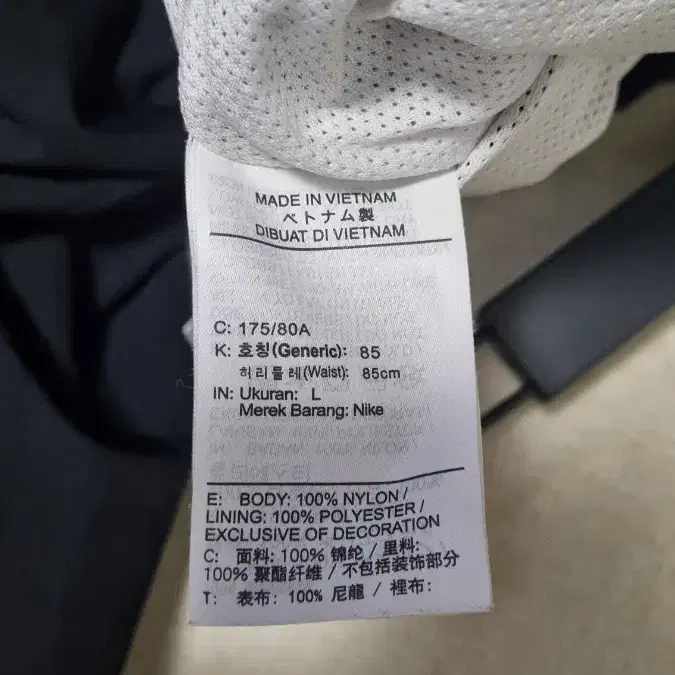 MADE IN VIETNAM
ベトナム製
DIBUAT DI VIETNAM
C: 175/80A
K: 호칭(Generic): 85
허리둘레(Waist): 85cm
IN: Ukuran: L
Merek Barang: Nike
E: BODY: 100% NYLON /
LINING: 100% POLYESTER /
EXCLUSIVE OF DECORATION
C: 面料: 100% 锦纶 / 里料:
100% 聚酯纤维 / 不包括装饰部分
T: 表布: 100% 尼龍 / 裡布: